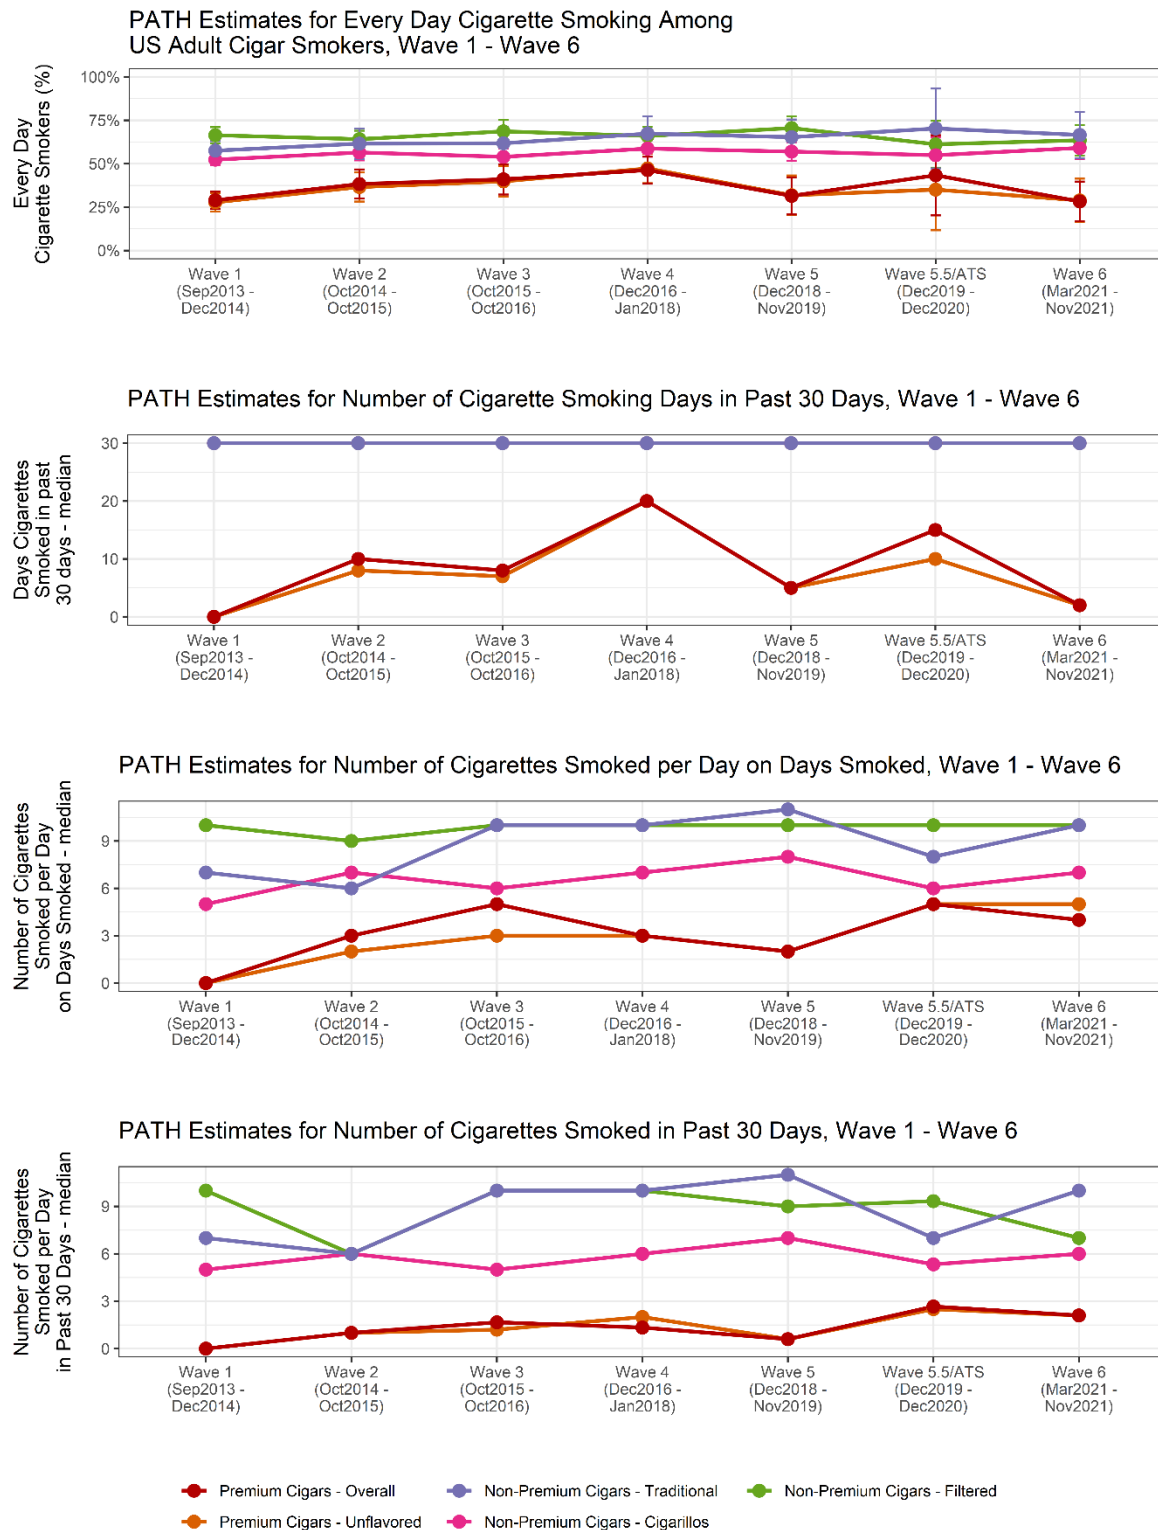 PATH Estimates for Every Day Cigarette Smoking Among
US Adult Cigar Smokers, Wave 1 - Wave 6
Every Day
Cigarette Smokers (%)
100%
75%
50%
25%
0%
Wave 1
(Sep2013 -
Dec2014)
Wave 2
(Oct2014 -
Oct2015)
Wave 3
(Oct2015 -
Oct2016)
Wave 4
(Dec2016 -
Jan2018)
Wave 5
(Dec2018 -
Nov2019)
Wave 5.5/ATS
(Dec2019 -
Dec2020)
Wave 6
(Mar2021 -
Nov2021)
PATH Estimates for Number of Cigarette Smoking Days in Past 30 Days, Wave 1 - Wave 6
Days Cigarettes
Smoked in past
30 days - median
30
20
10
0
Wave 1
(Sep2013 -
Dec2014)
Wave 2
(Oct2014 -
Oct2015)
Wave 3
(Oct2015 -
Oct2016)
Wave 4
(Dec2016 -
Jan2018)
Wave 5
(Dec2018 -
Nov2019)
Wave 5.5/ATS
(Dec2019 -
Dec2020)
Wave 6
(Mar2021 -
Nov2021)
PATH Estimates for Number of Cigarettes Smoked per Day on Days Smoked, Wave 1 - Wave 6
Number of Cigarettes
Smoked per Day
on Days Smoked - median
9
6
3
0
Wave 1
(Sep2013 -
Dec2014)
Wave 2
(Oct2014 -
Oct2015)
Wave 3
(Oct2015 -
Oct2016)
Wave 4
(Dec2016 -
Jan2018)
Wave 5
(Dec2018 -
Nov2019)
Wave 5.5/ATS
(Dec2019 -
Dec2020)
Wave 6
(Mar2021 -
Nov2021)
PATH Estimates for Number of Cigarettes Smoked in Past 30 Days, Wave 1 - Wave 6
Number of Cigarettes
Smoked per Day
in Past 30 Days - median
9
6
3
0
Wave 1
(Sep2013 -
Dec2014)
Wave 2
(Oct2014 -
Oct2015)
Wave 3
(Oct2015 -
Oct2016)
Wave 4
(Dec2016 -
Jan2018)
Wave 5
(Dec2018 -
Nov2019)
Wave 5.5/ATS
(Dec2019 -
Dec2020)
Wave 6
(Mar2021 -
Nov2021)
Premium Cigars - Overall
Non-Premium Cigars - Traditional
Non-Premium Cigars - Filtered
Premium Cigars - Unflavored
Non-Premium Cigars - Cigarillos